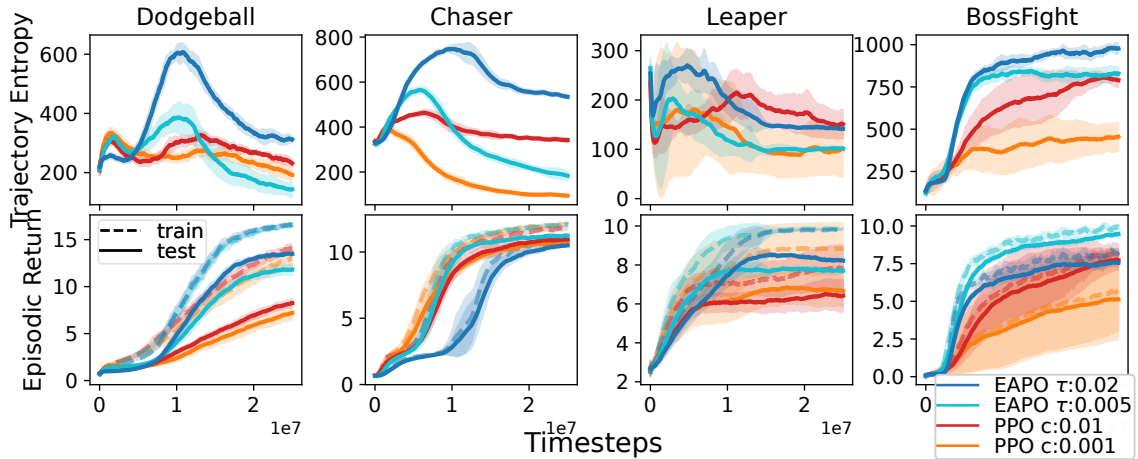 Dodgeball
Chaser
Leaper
BossFight
Trajectory Entropy
600
400
200
800
600
400
200
300
200
100
0
1000
750
500
250
Episodic Return
train
test
15
10
5
0
10
5
0
10
8
6
4
2
10.0
7.5
5.0
2.5
0.0
0 1 2
1e7
0 1 2
1e7
0 1 2
1e7
0
Timesteps
EAPO τ:0.02
EAPO τ:0.005
PPO c:0.01
PPO c:0.001